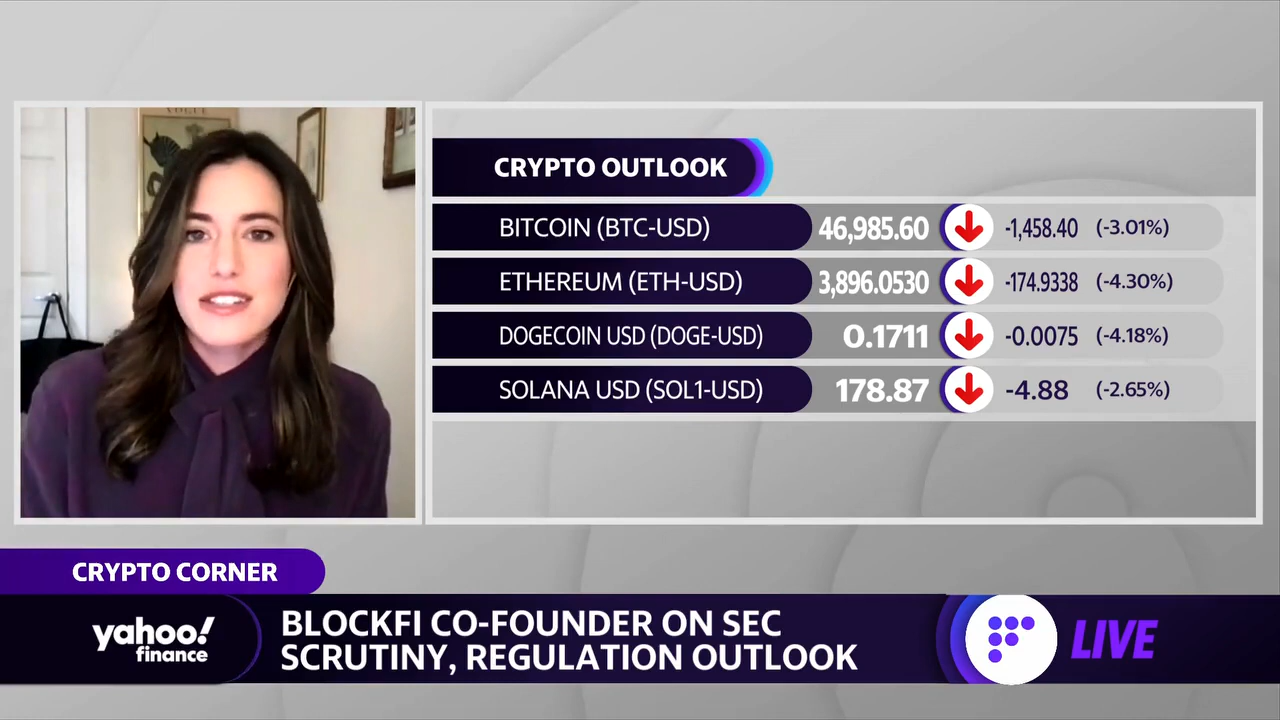 VOGUE
CRYPTO OUTLOOK
BITCOIN (BTC-USD) 46,985.60 -1,458.40 (-3.01%)
ETHEREUM (ETH-USD) 3,896.0530 -174.9338 (-4.30%)
DOGECOIN USD (DOGE-USD) 0.1711 -0.0075 (-4.18%)
SOLANA USD (SOL1-USD) 178.87 -4.88 (-2.65%)
CRYPTO CORNER
yahoo!
finance
BLOCKFI CO-FOUNDER ON SEC
SCRUTINY, REGULATION OUTLOOK
LIVE